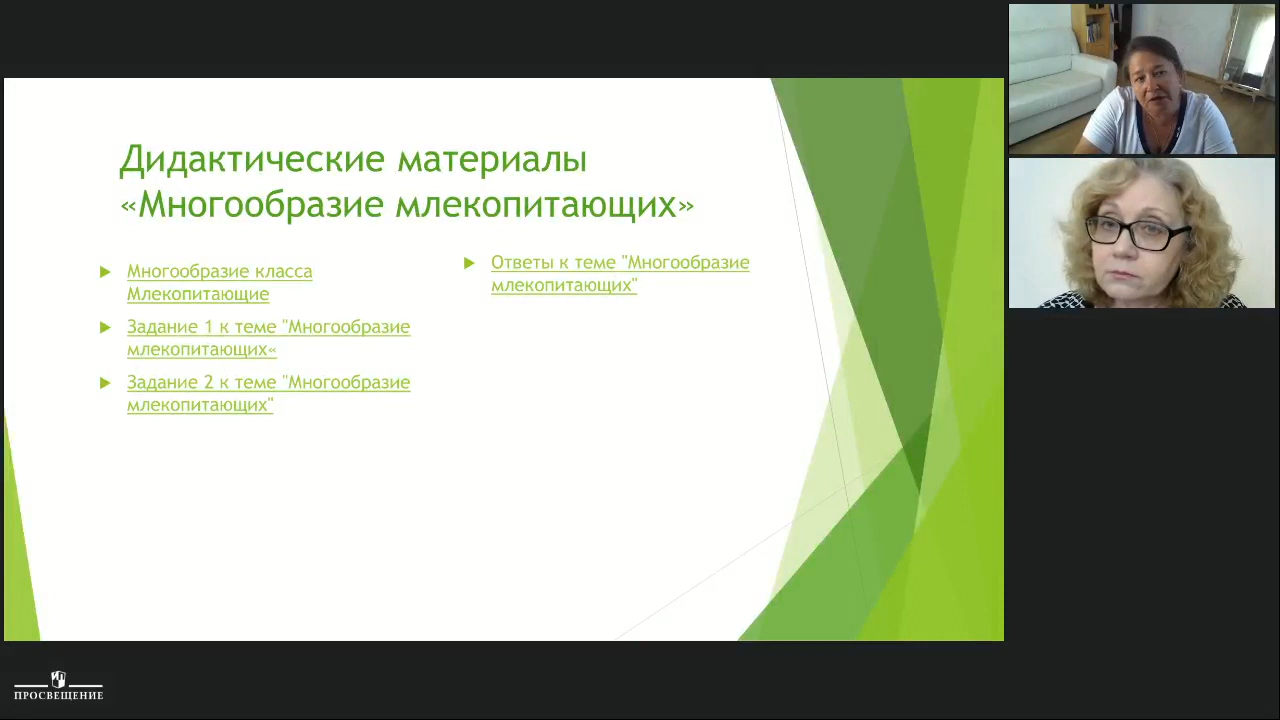 Дидактические материалы
«Многообразие млекопитающих»
Многообразие класса
Млекопитающие
Задание 1 к теме "Многообразие
млекопитающих«
Задание 2 к теме "Многообразие
млекопитающих"
Ответы к теме "Многообразие
млекопитающих"
ПРОСВЕЩЕНИЕ